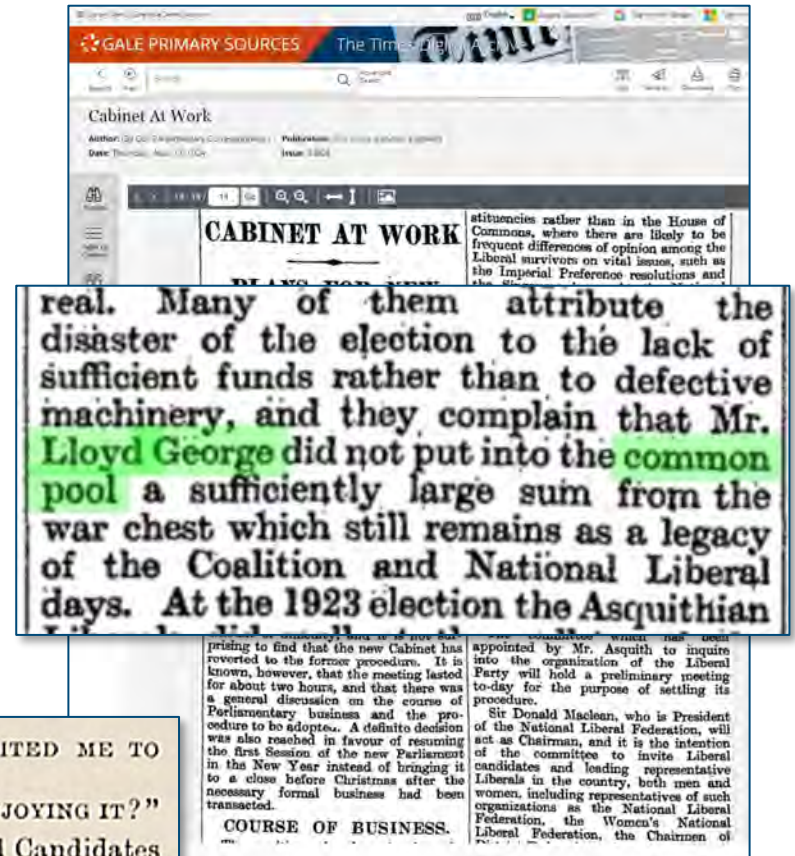 GALE PRIMARY SOURCES
The Times Digital Archive
Cabinet At Work
Author:
Publication:
Date:
Issue:
CABINET AT WORK
stituencies rather than in the House of
Commons, where there are likely to be
frequent differences of opinion among the
Liberal survivors on vital issues, such as
the Imperial Preference resolutions and
real. Many of them attribute the
disaster of the election to the lack of
sufficient funds rather than to defective
machinery, and they complain that Mr.
Lloyd George did not put into the common
pool a sufficiently large sum from the
war chest which still remains as a legacy
of the Coalition and National Liberal
days. At the 1923 election the Asquithian
prising to find that the new Cabinet has
reverted to the former procedure. It is
known, however, that the meeting lasted
for about two hours, and that there was
a general discussion on the course of
Parliamentary business and the pro-
cedure to be adopted. A definite decision
was also reached in favour of resuming
the first Session of the new Parliament
in the New Year instead of bringing it
to a close before Christmas after the
necessary formal business had been
transacted.
COURSE OF BUSINESS.
appointed by Mr. Asquith to inquire
into the organization of the Liberal
Party will hold a preliminary meeting
to-day for the purpose of settling its
procedure.
Sir Donald Maclean, who is President
of the National Liberal Federation, will
act as Chairman, and it is the intention
of the committee to invite Liberal
candidates and leading representative
Liberals in the country, both men and
women, including representatives of such
organizations as the National Liberal
Federation, the Women's National
Liberal Federation, the Chairmen of
ITED ME TO
JOYING IT?"
d Candidates